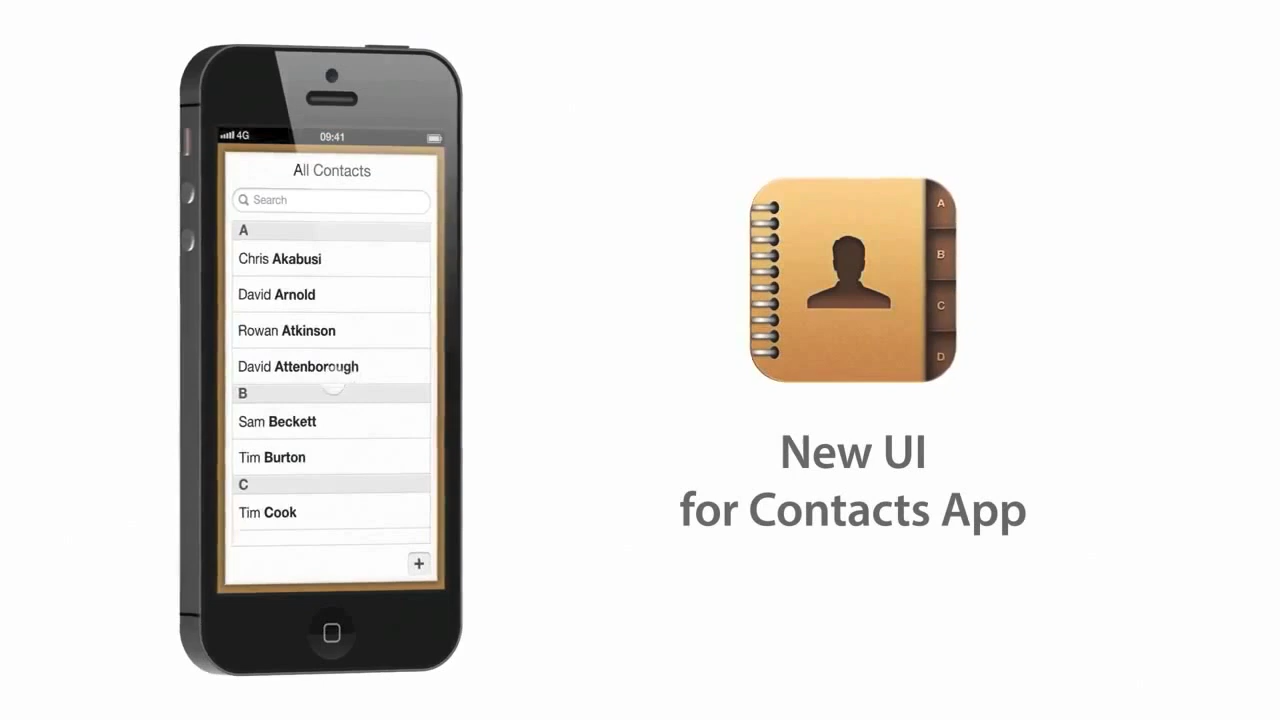 4G 09:41
All Contacts
Search
A
Chris Akabusi
David Arnold
Rowan Atkinson
David Attenborough
B
Sam Beckett
Tim Burton
C
Tim Cook
+
A
B
C
D
New UI
for Contacts App